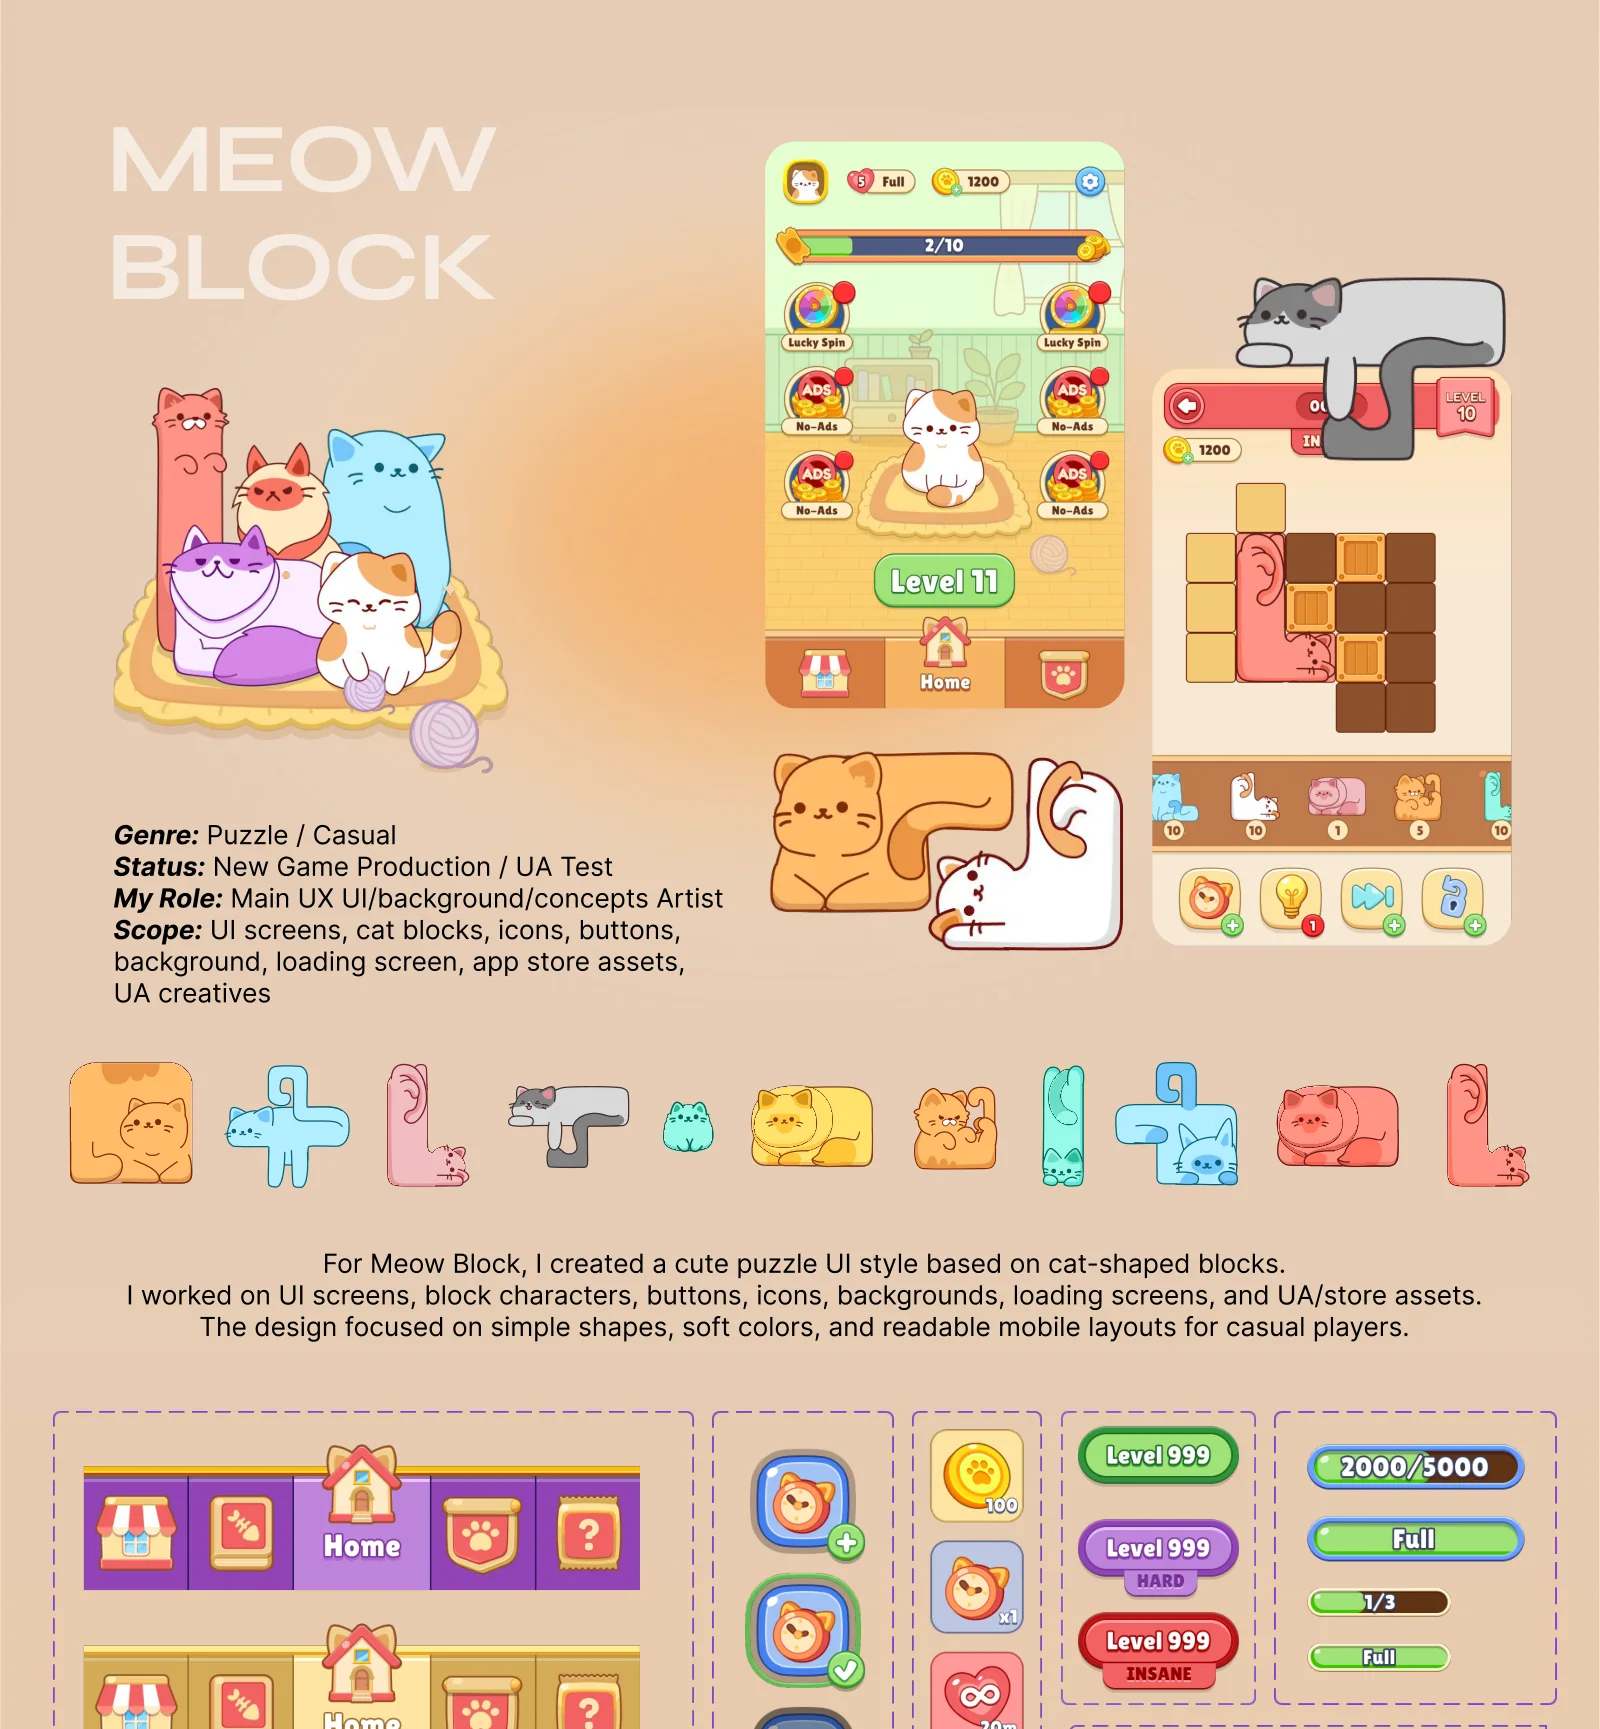 MEOW
BLOCK
5
Full
1200
2/10
Lucky Spin
Lucky Spin
ADS
No-Ads
ADS
No-Ads
ADS
No-Ads
ADS
No-Ads
Level 11
Home
LEVEL
10
1200
10
10
1
5
10
1
Genre: Puzzle / Casual
Status: New Game Production / UA Test
My Role: Main UX UI/background/concepts Artist
Scope: UI screens, cat blocks, icons, buttons,
background, loading screen, app store assets,
UA creatives
For Meow Block, I created a cute puzzle UI style based on cat-shaped blocks.
I worked on UI screens, block characters, buttons, icons, backgrounds, loading screens, and UA/store assets.
The design focused on simple shapes, soft colors, and readable mobile layouts for casual players.
Home
?
Home
?
100
x1
20m
Level 999
Level 999
HARD
Level 999
INSANE
2000/5000
Full
1/3
Full